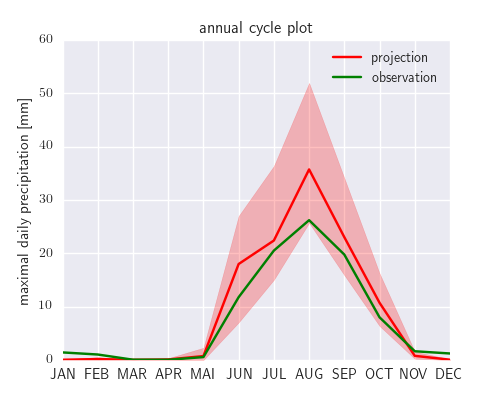 annual cycle plot
projection
observation
maximal daily precipitation [mm]
60
50
40
30
20
10
0
JAN FEB MAR APR MAI JUN JUL AUG SEP OCT NOV DEC